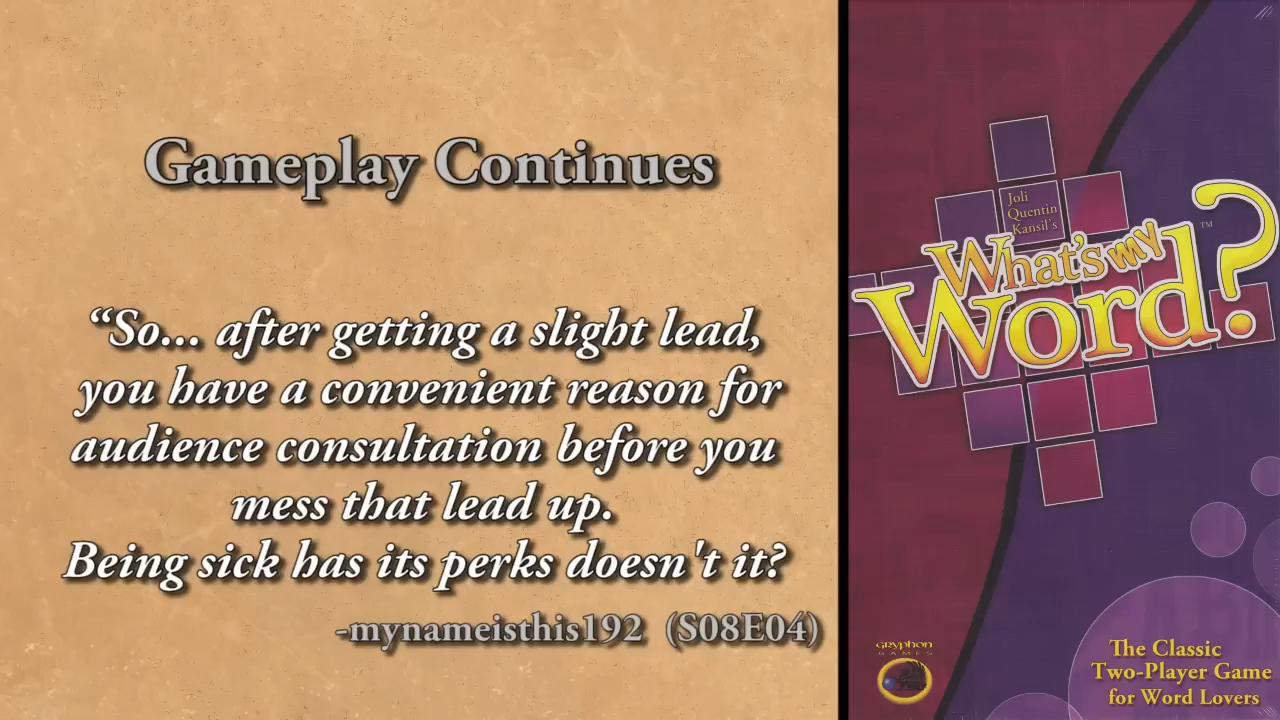 Gameplay Continues
“So... after getting a slight lead,
you have a convenient reason for
audience consultation before you
mess that lead up.
Being sick has its perks doesn't it?
-mynameisthis192 (S08E04)
Joli
Quentin
Kansil's
What's my
Word?™
GRYPHON
GAMES
The Classic
Two-Player Game
for Word Lovers